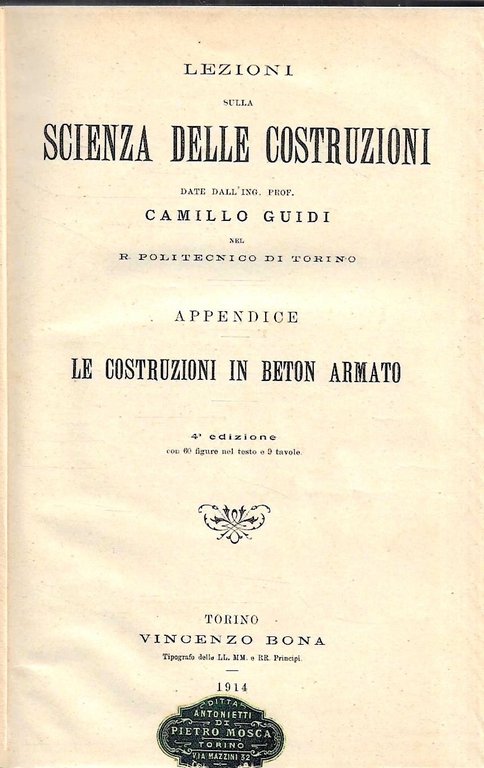 LEZIONI
SULLA
SCIENZA DELLE COSTRUZIONI
DATE DALL'ING. PROF.
CAMILLO GUIDI
NEL
R. POLITECNICO DI TORINO
APPENDICE
LE COSTRUZIONI IN BETON ARMATO
4ª edizione
con 60 figure nel testo e 9 tavole.
TORINO
VINCENZO BONA
Tipografo delle LL. MM. e RR. Principi.
1914
DITTA
ANTONIETTI
DI
PIETRO MOSCA
TORINO
VIA MAZZINI 32